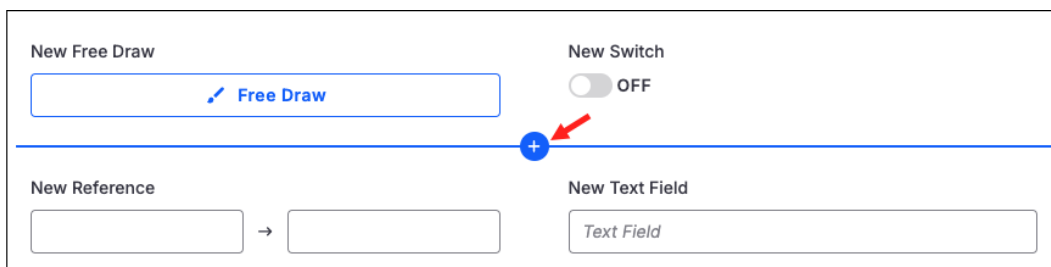 New Free Draw
Free Draw
New Switch
OFF
New Reference
New Text Field
Text Field